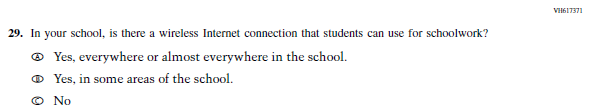 VH617371
29. In your school, is there a wireless Internet connection that students can use for schoolwork?
Ⓐ Yes, everywhere or almost everywhere in the school.
Ⓑ Yes, in some areas of the school.
Ⓒ No